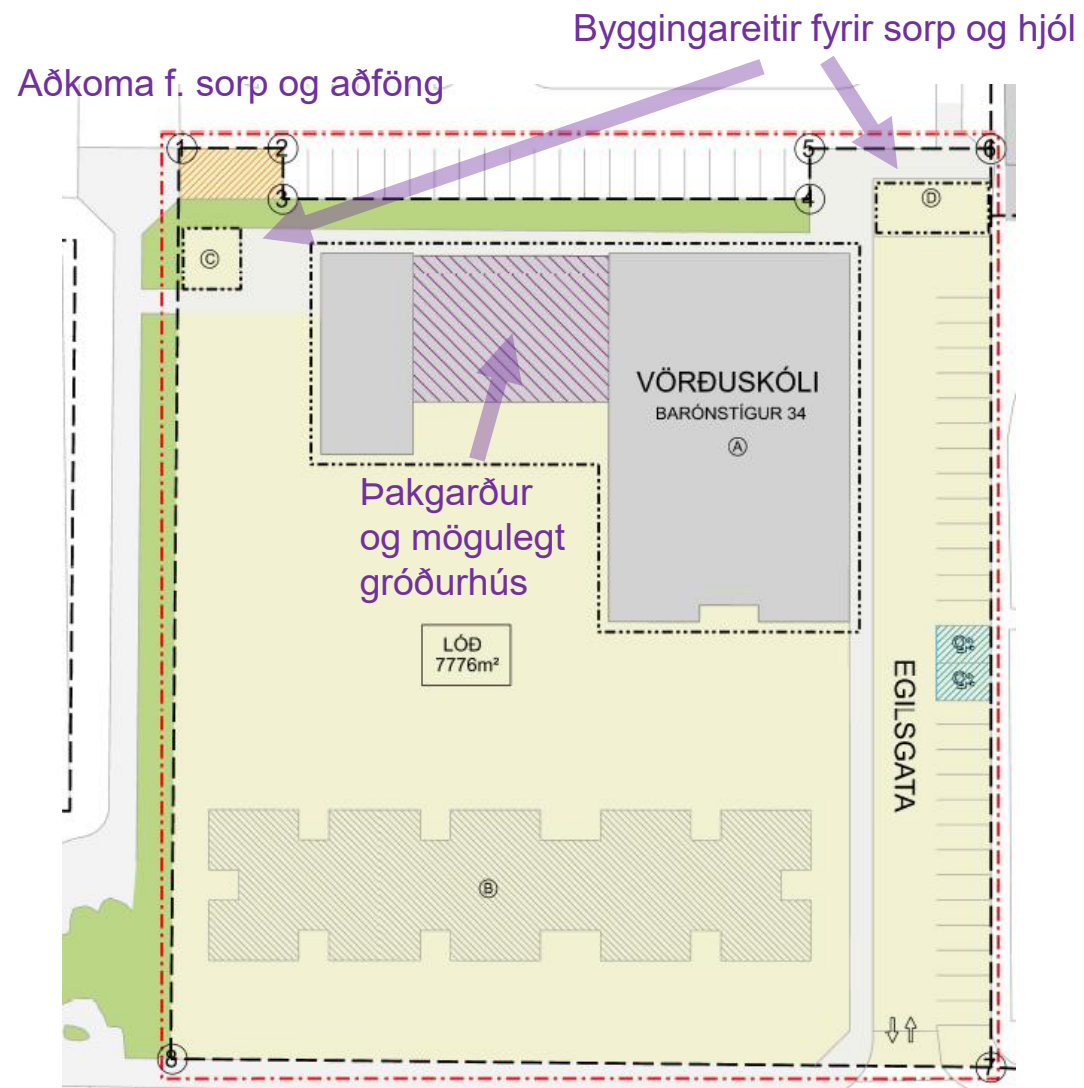 Byggingareitir fyrir sorp og hjól
Aðkoma f. sorp og aðföng
1
2
5
6
3
4
D
C
VÖRÐUSKÓLI
BARÓNSTÍGUR 34
A
Þakgarður
og mögulegt
gróðurhús
LÓÐ
7776m²
EGILSGATA
B
8
7